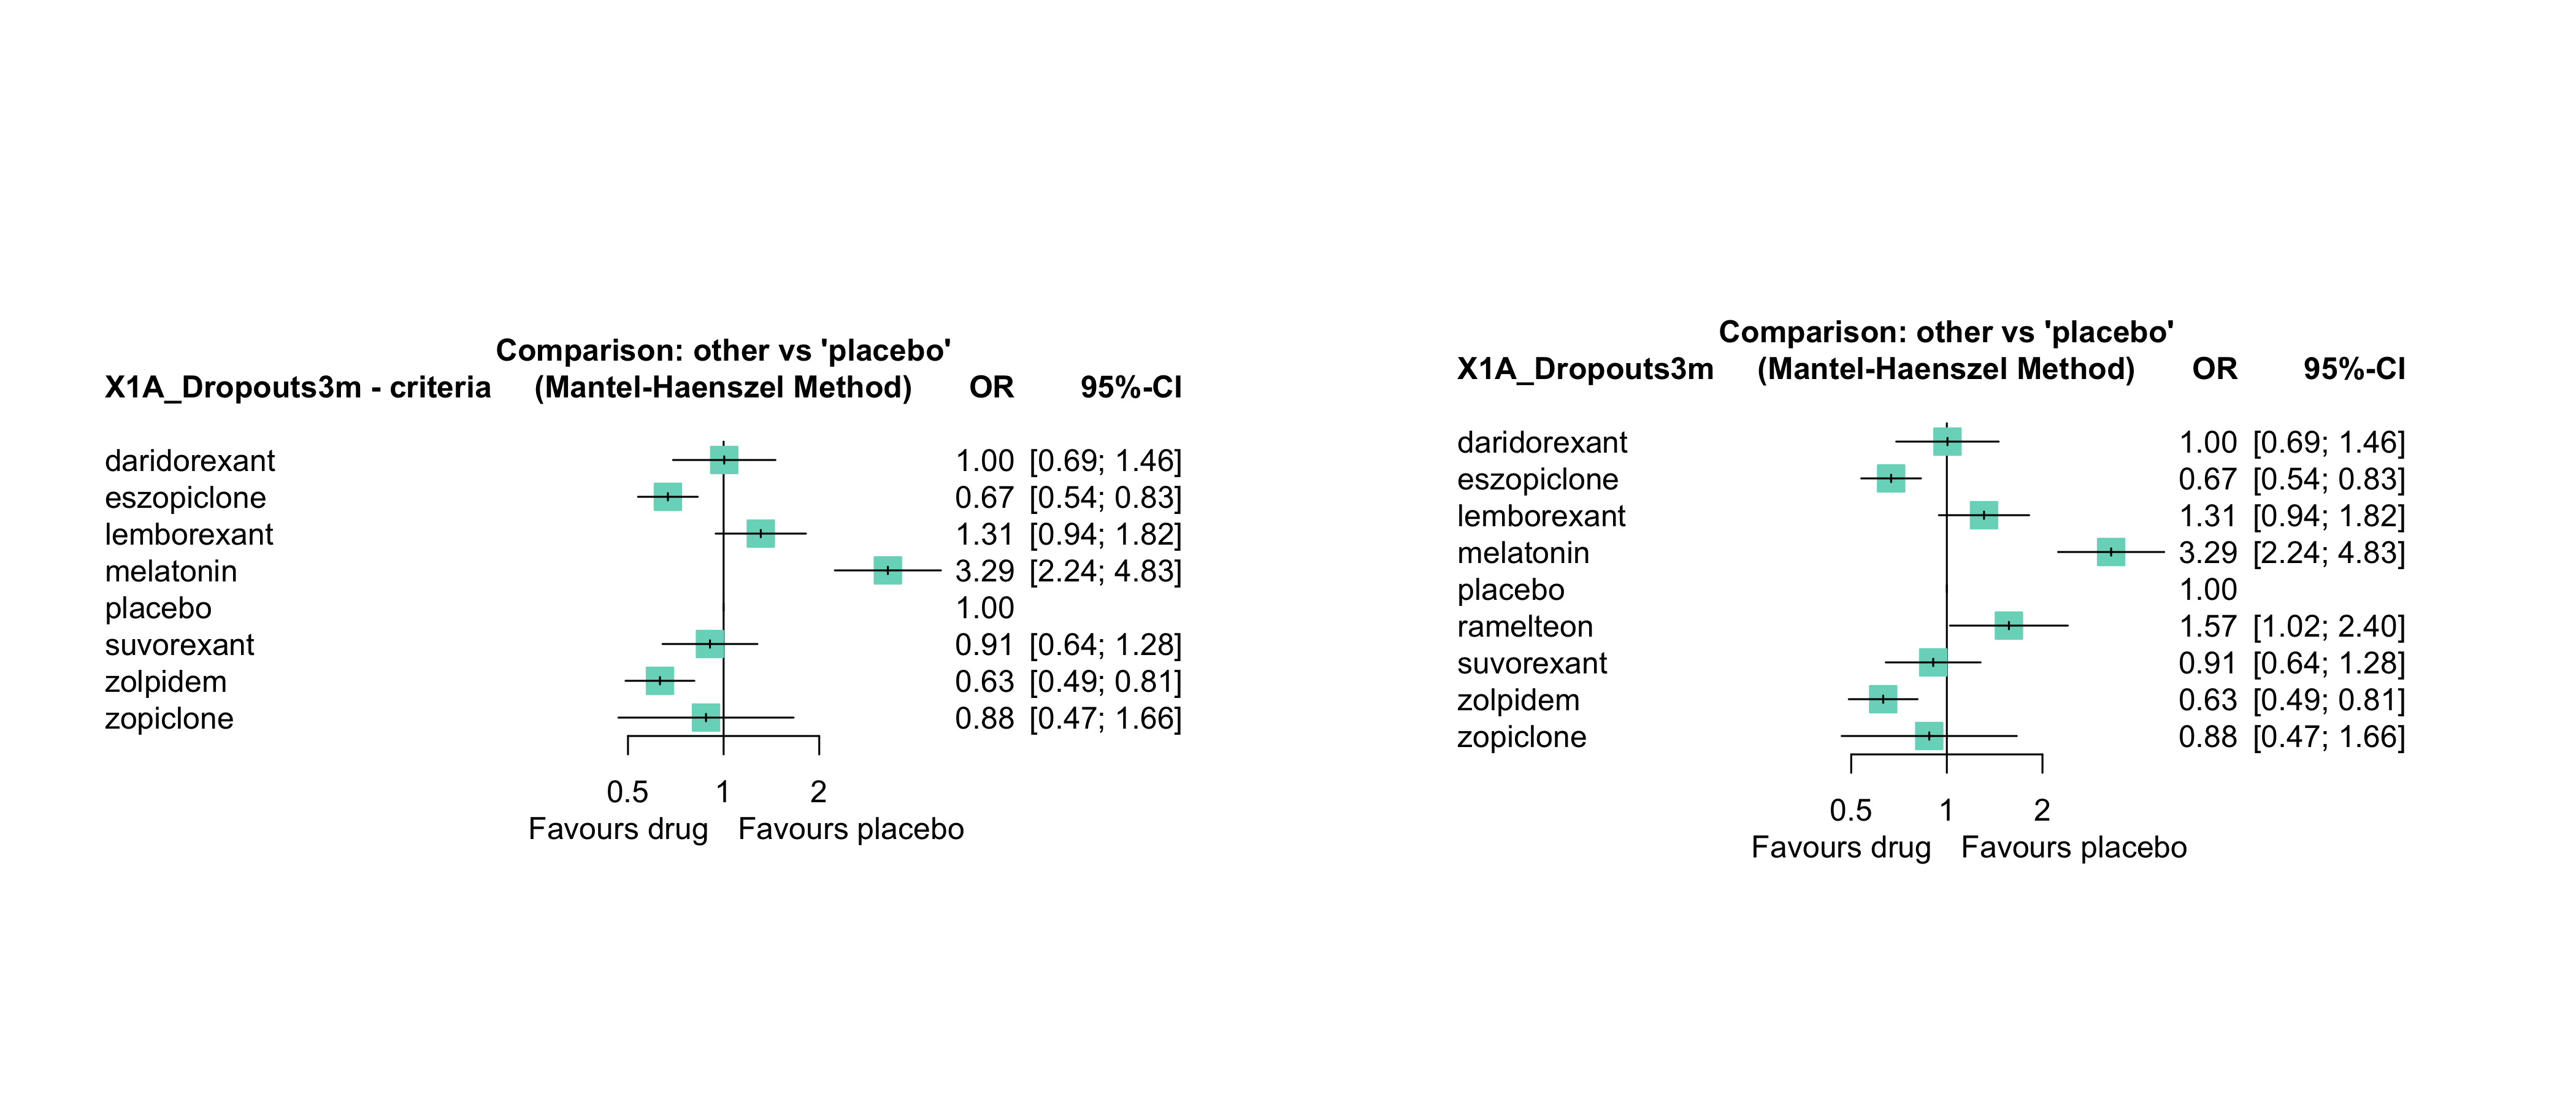 Comparison: other vs 'placebo'
X1A_Dropouts3m - criteria (Mantel-Haenszel Method) OR 95%-CI
daridorexant 1.00 [0.69; 1.46]
eszopiclone 0.67 [0.54; 0.83]
lemborexant 1.31 [0.94; 1.82]
melatonin 3.29 [2.24; 4.83]
placebo 1.00
suvorexant 0.91 [0.64; 1.28]
zolpidem 0.63 [0.49; 0.81]
zopiclone 0.88 [0.47; 1.66]
0.5 1 2
Favours drug Favours placebo
Comparison: other vs 'placebo'
X1A_Dropouts3m (Mantel-Haenszel Method) OR 95%-CI
daridorexant 1.00 [0.69; 1.46]
eszopiclone 0.67 [0.54; 0.83]
lemborexant 1.31 [0.94; 1.82]
melatonin 3.29 [2.24; 4.83]
placebo 1.00
ramelteon 1.57 [1.02; 2.40]
suvorexant 0.91 [0.64; 1.28]
zolpidem 0.63 [0.49; 0.81]
zopiclone 0.88 [0.47; 1.66]
0.5 1 2
Favours drug Favours placebo